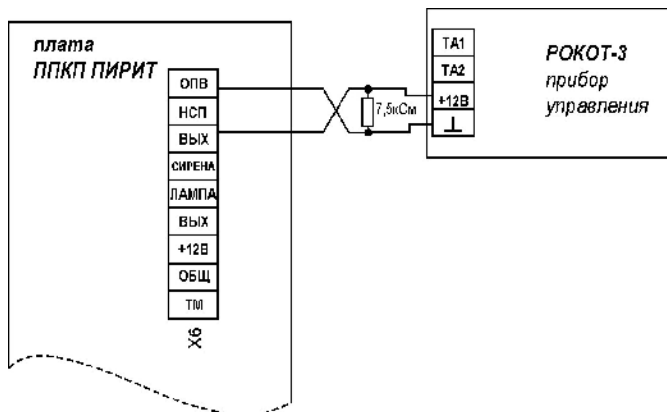 плата
ППКП ПИРИТ
ОПВ
НСП
ВЫХ
СИРЕНА
ЛАМПА
ВЫХ
+12В
ОБЩ
ТМ
Х6
7,5кОм
ТА1
ТА2
+12В
РОКОТ-3
прибор
управления